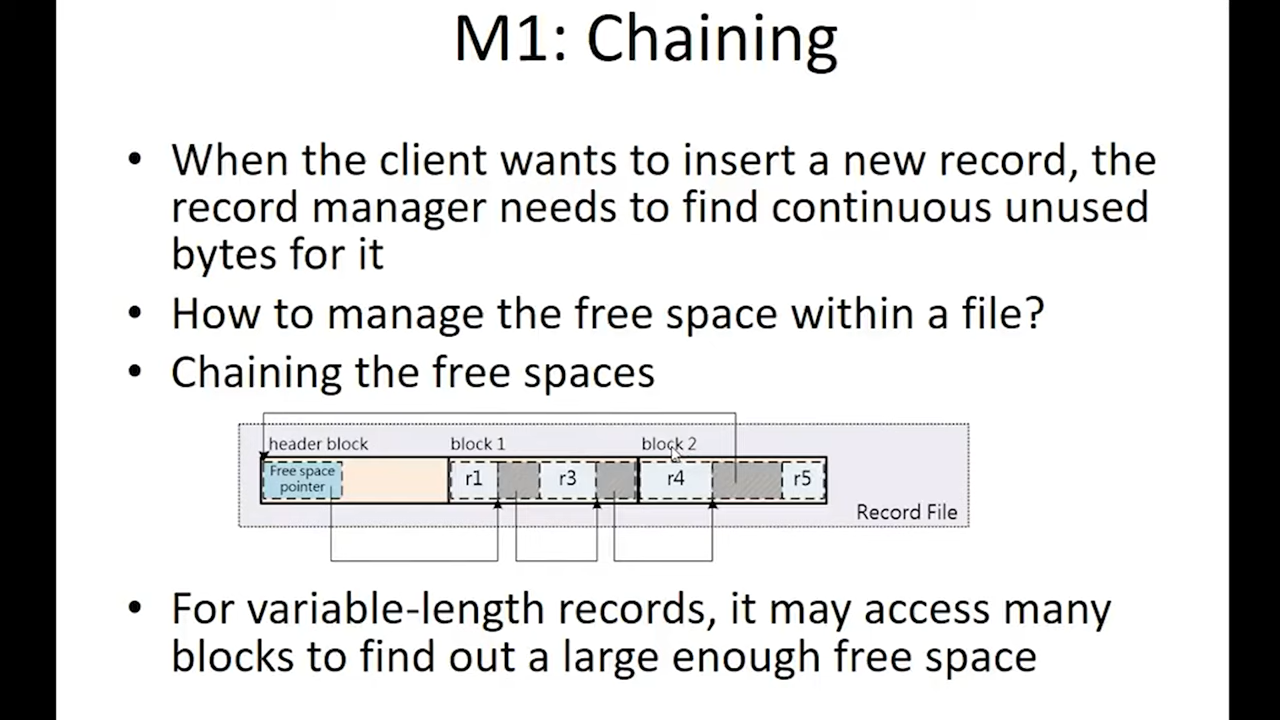 M1: Chaining
• When the client wants to insert a new record, the
record manager needs to find continuous unused
bytes for it
• How to manage the free space within a file?
• Chaining the free spaces
header block
block 1
block 2
Free space
pointer
r1
r3
r4
r5
Record File
• For variable-length records, it may access many
blocks to find out a large enough free space